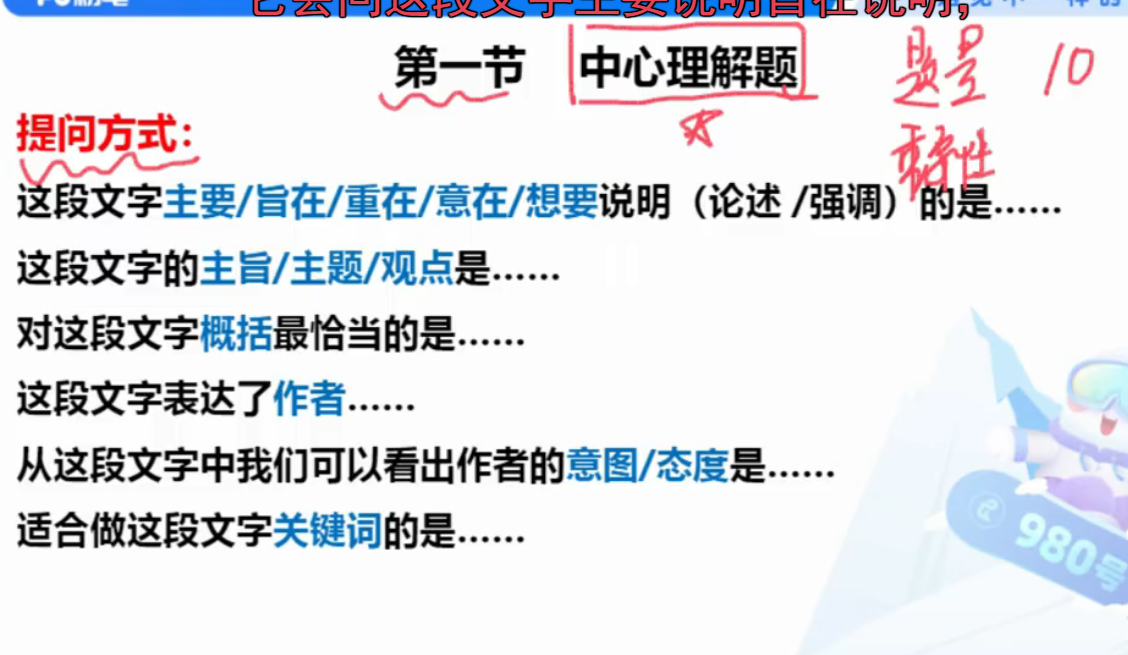 它会问这段文字主要说明旨在说明,
第一节 中心理解题
题量 10
提问方式：
这段文字主要/旨在/重在/意在/想要说明（论述 /强调）的是……
这段文字的主旨/主题/观点是……
对这段文字概括最恰当的是……
这段文字表达了作者……
从这段文字中我们可以看出作者的意图/态度是……
适合做这段文字关键词的是……
980号